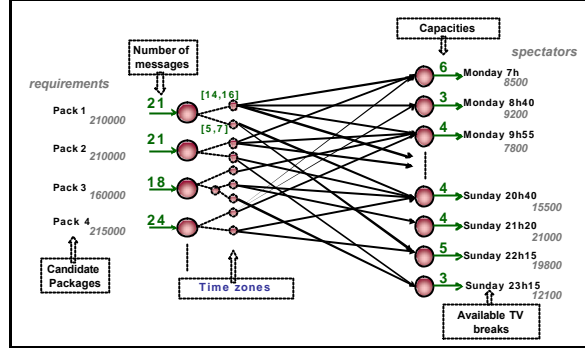 Capacities
Number of
messages
spectators
requirements
6
Monday 7h
8500
[14,16]
21
Pack 1
210000
3
Monday 8h40
9200
[5,7]
21
Pack 2
210000
4
Monday 9h55
7800
18
Pack 3
160000
4
Sunday 20h40
15500
24
Pack 4
215000
4
Sunday 21h20
21000
5
Sunday 22h15
19800
Candidate
Packages
Time zones
3
Sunday 23h15
12100
Available TV
breaks